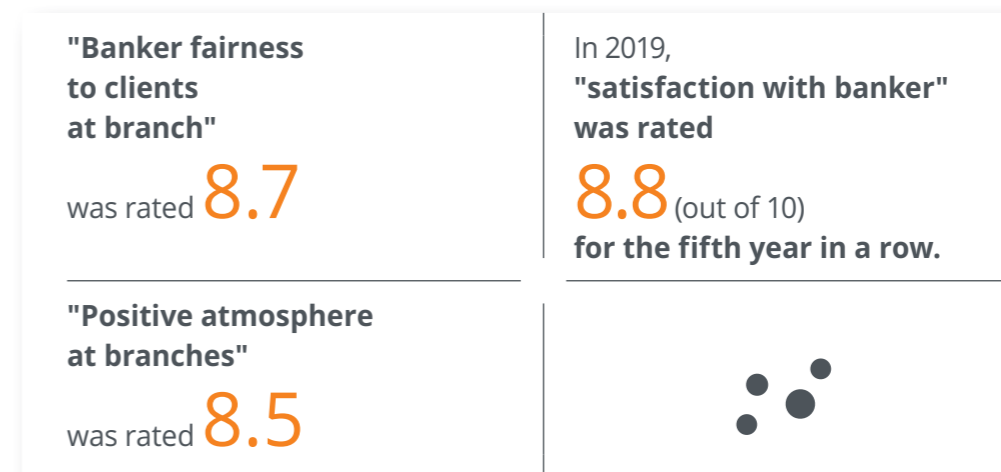 "Banker fairness
to clients
at branch"
was rated 8.7
In 2019,
"satisfaction with banker"
was rated
8.8 (out of 10)
for the fifth year in a row.
"Positive atmosphere
at branches"
was rated 8.5